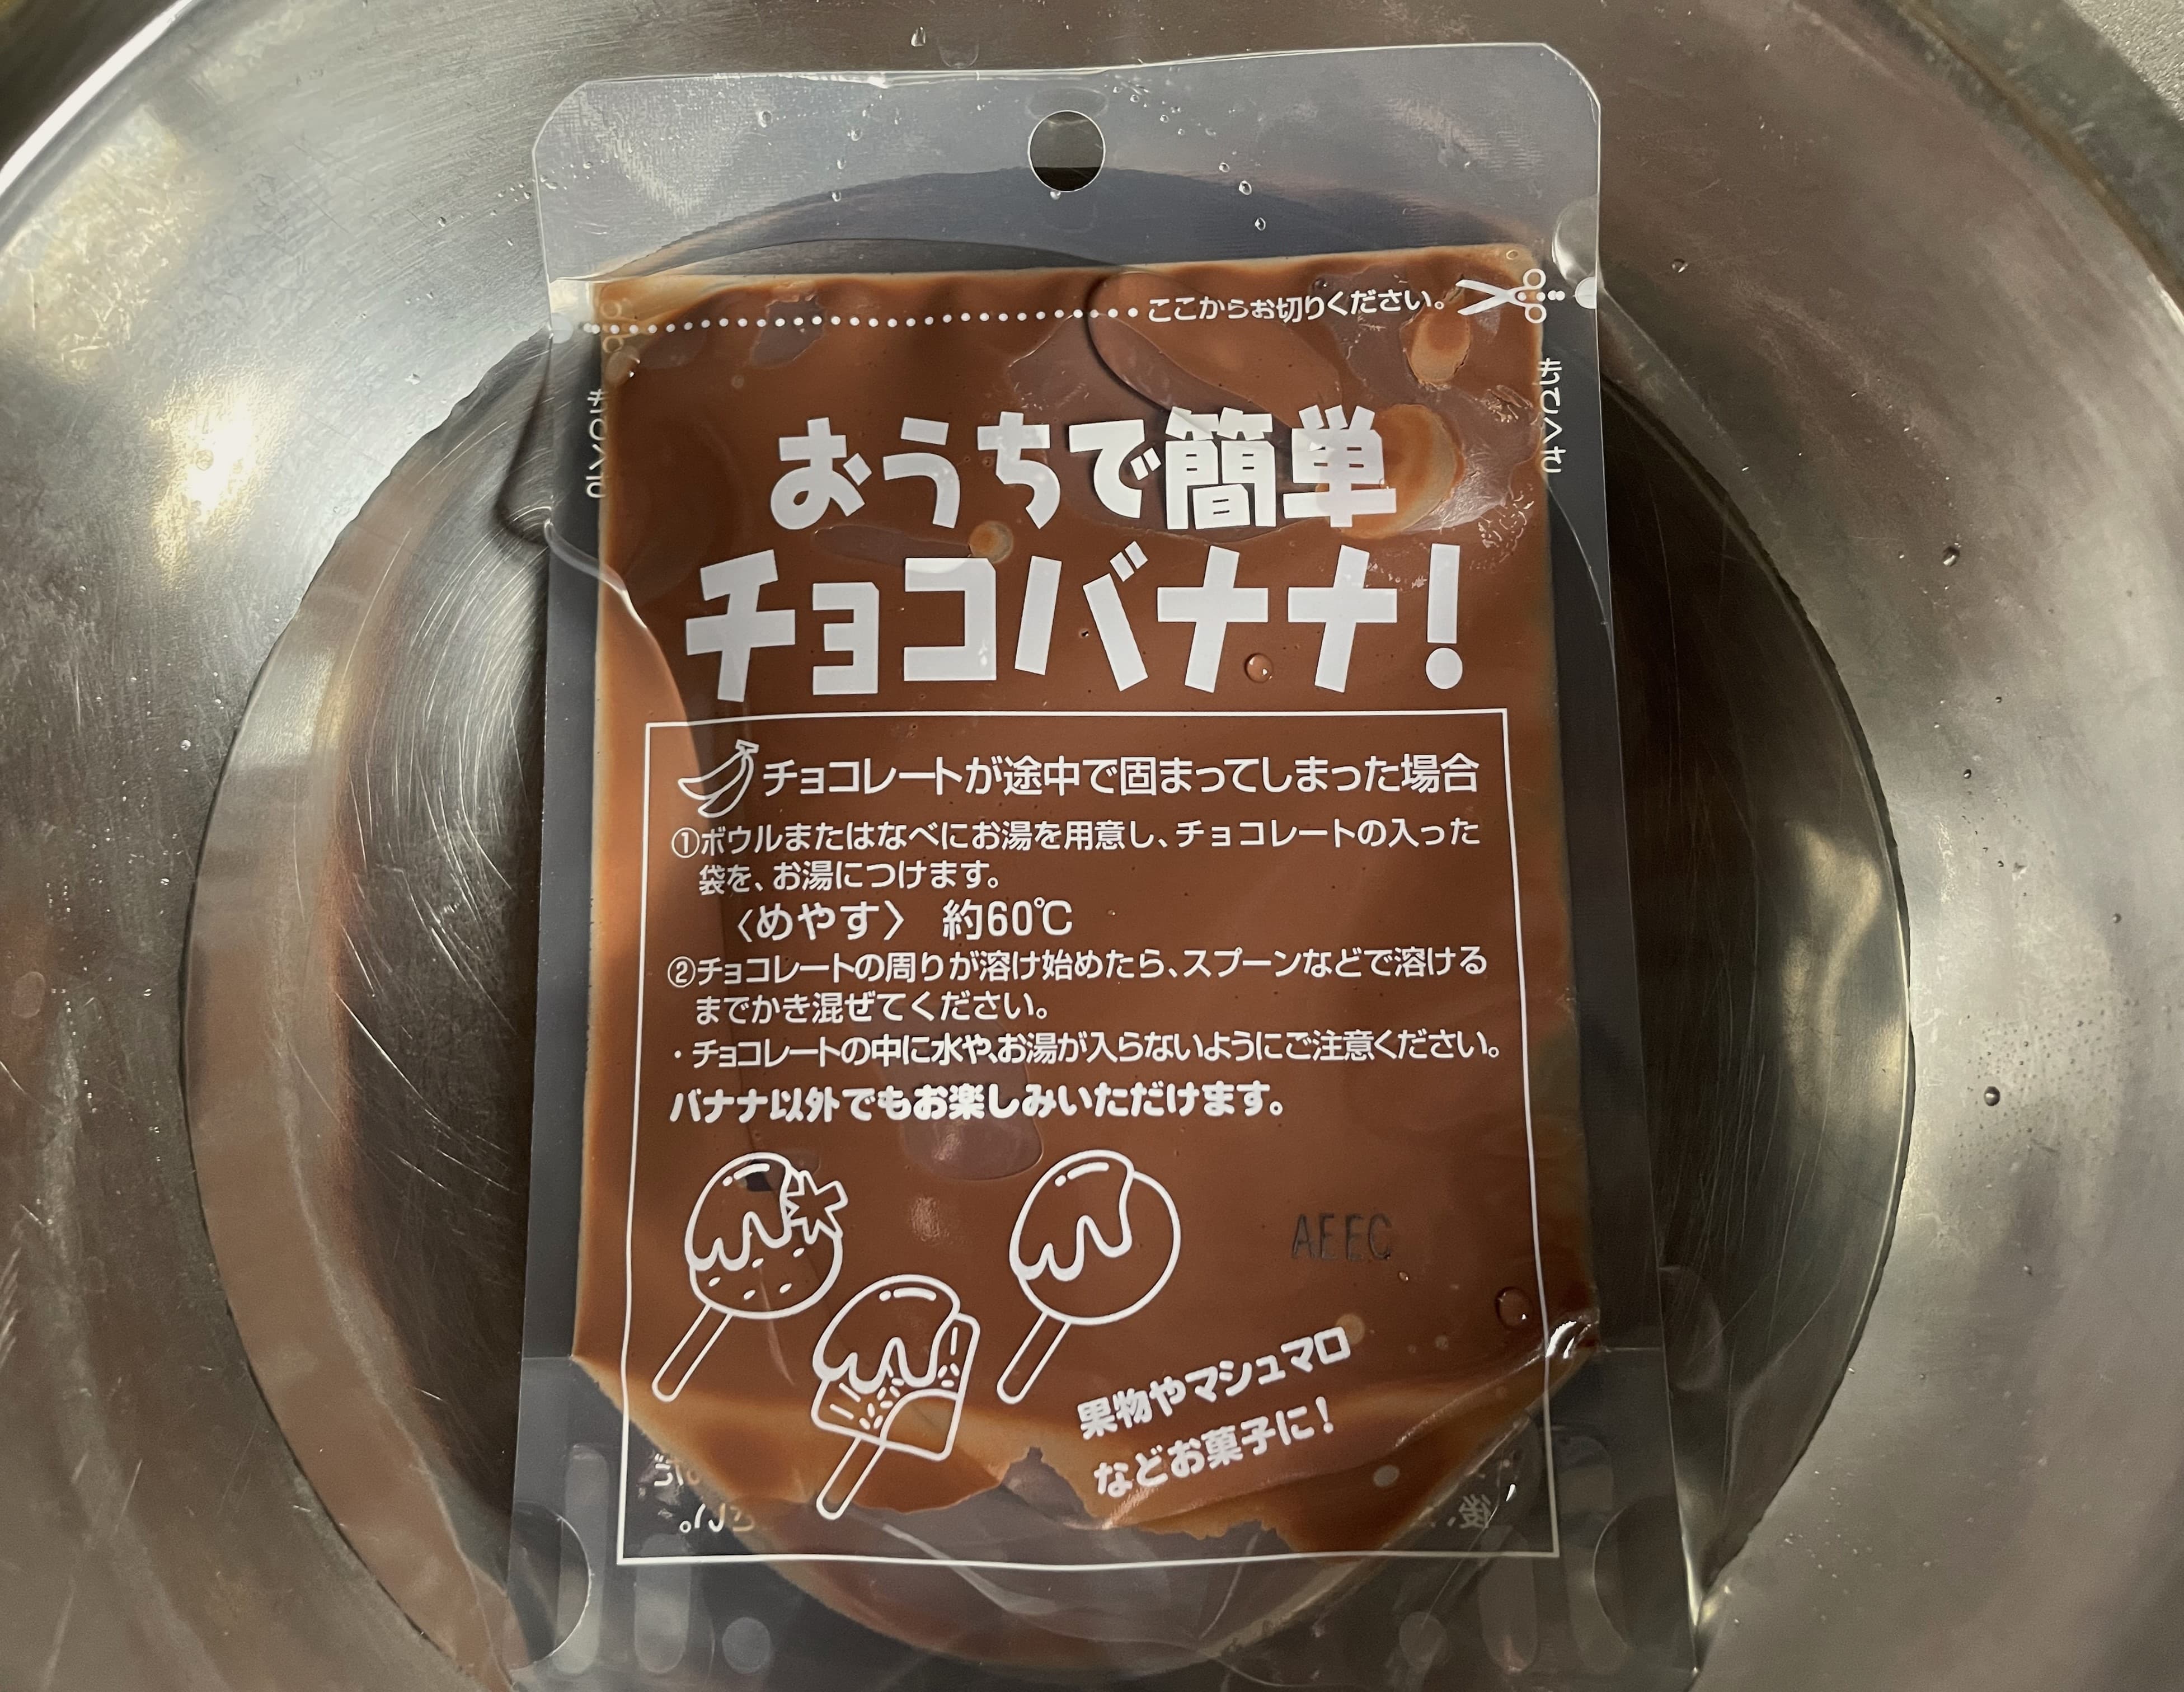 ここからお切りください。
おうちで簡単
チョコバナナ!
チョコレートが途中で固まってしまった場合
①ボウルまたはなべにお湯を用意し、チョコレートの入った
袋を、お湯につけます。
〈めやす〉 約60℃
②チョコレートの周りが溶け始めたら、スプーンなどで溶ける
までかき混ぜてください。
・チョコレートの中に水や、お湯が入らないようにご注意ください。
バナナ以外でもお楽しみいただけます。
AEEC
果物やマシュマロ
などお菓子に!